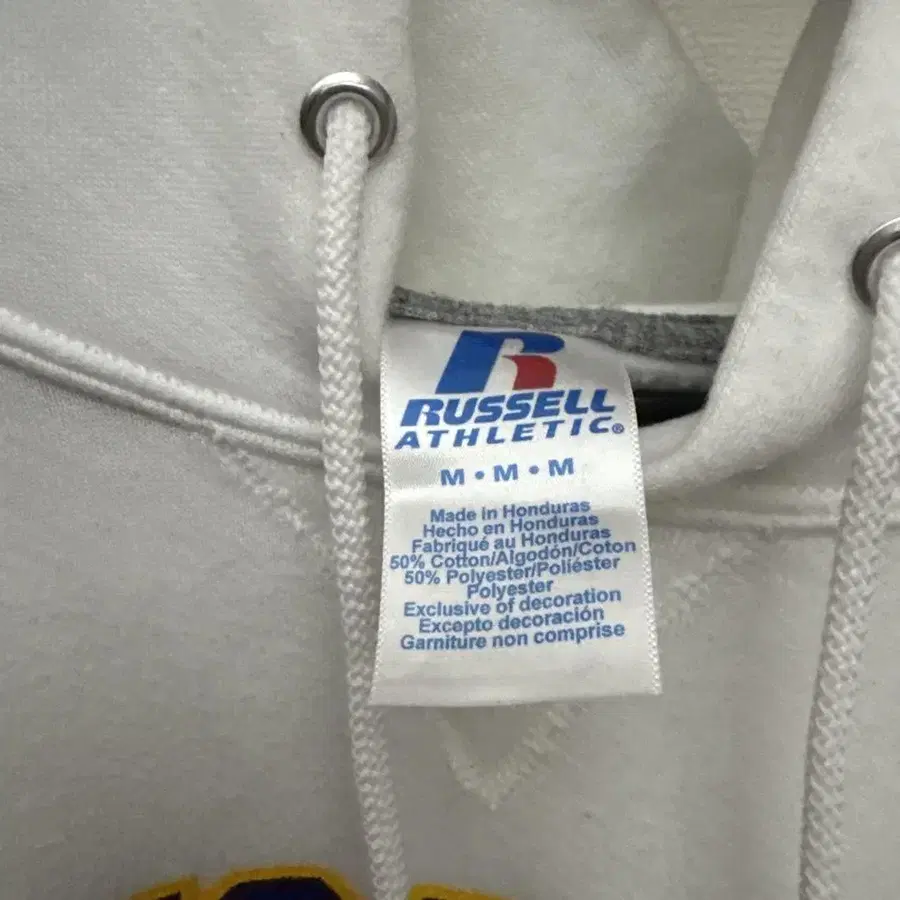 RUSSELL
ATHLETIC®
M • M • M
Made in Honduras
Hecho en Honduras
Fabriqué au Honduras
50% Cotton/Algodón/Coton
50% Polyester/Poliéster
Polyester
Exclusive of decoration
Excepto decoración
Garniture non comprise